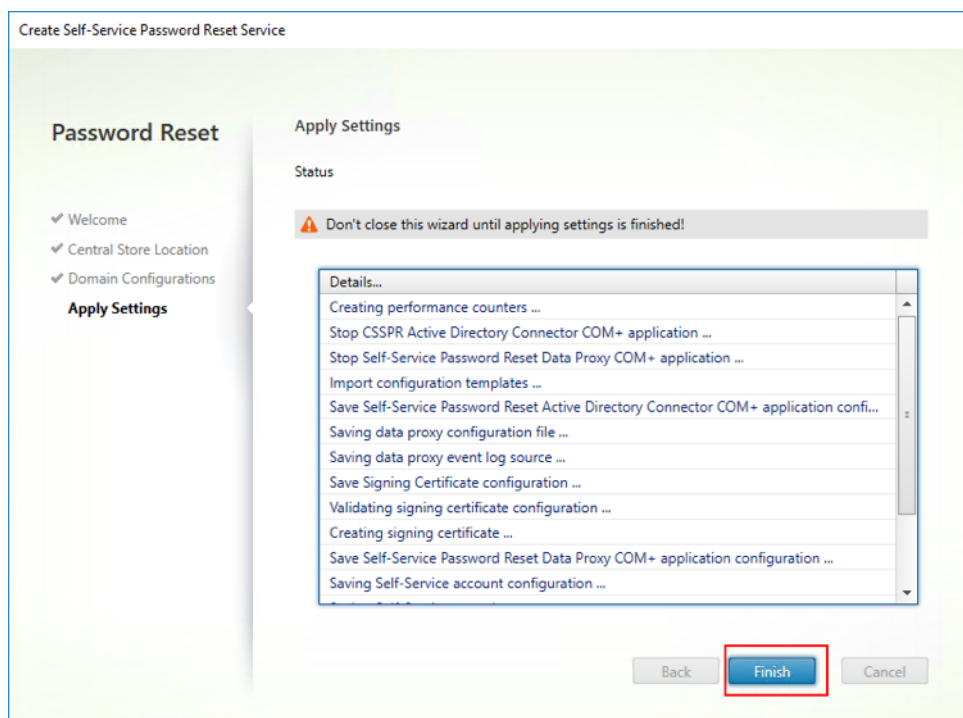 Create Self-Service Password Reset Service
Password Reset
Welcome
Central Store Location
Domain Configurations
Apply Settings
Apply Settings
Status
Don't close this wizard until applying settings is finished!
Details...
Creating performance counters ...
Stop CSSPR Active Directory Connector COM+ application ...
Stop Self-Service Password Reset Data Proxy COM+ application ...
Import configuration templates ...
Save Self-Service Password Reset Active Directory Connector COM+ application confi...
Saving data proxy configuration file ...
Saving data proxy event log source ...
Save Signing Certificate configuration ...
Validating signing certificate configuration ...
Creating signing certificate ...
Save Self-Service Password Reset Data Proxy COM+ application configuration ...
Saving Self-Service account configuration ...
Back
Finish
Cancel